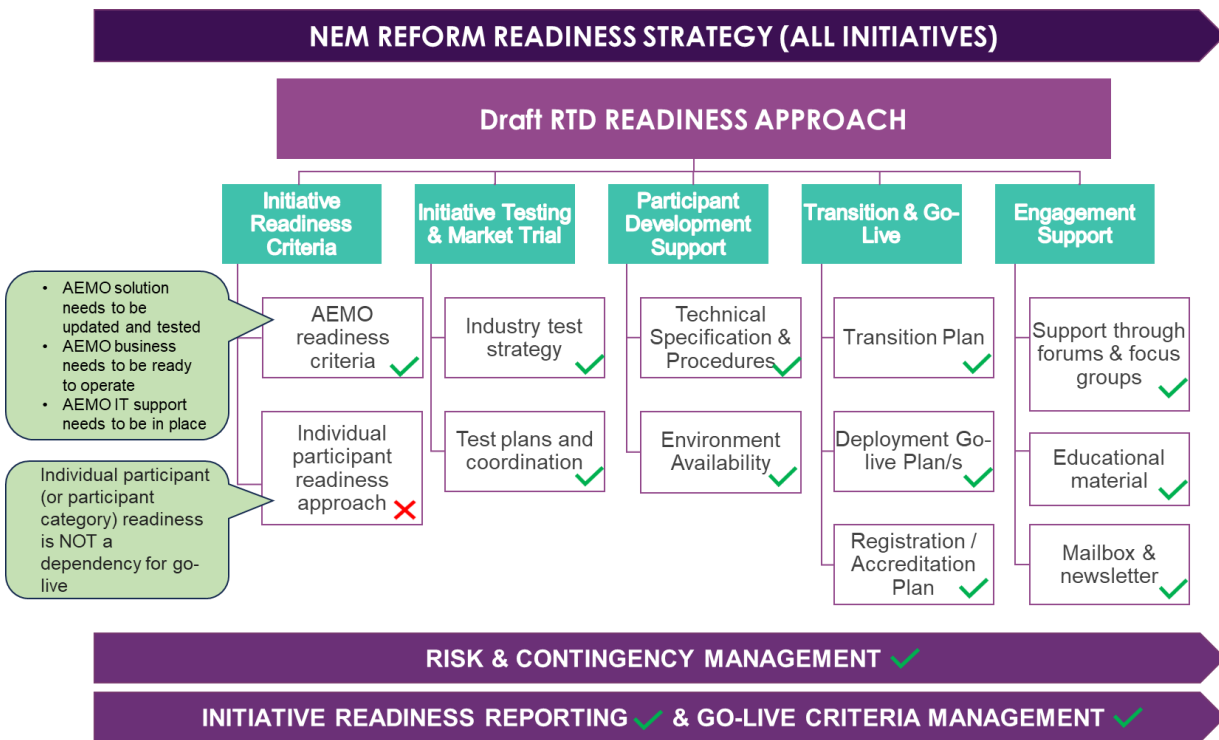 NEM REFORM READINESS STRATEGY (ALL INITIATIVES)
Draft RTD READINESS APPROACH
Initiative
Readiness
Criteria
Initiative Testing
& Market Trial
Participant
Development
Support
Transition & Go-
Live
Engagement
Support
• AEMO solution
needs to be
updated and tested
• AEMO business
needs to be ready
to operate
• AEMO IT support
needs to be in place
AEMO
readiness
criteria
Industry test
strategy
Technical
Specification &
Procedures
Transition Plan
Support through
forums & focus
groups
Individual participant
(or participant
category) readiness
is NOT a
dependency for go-
live
Individual
participant
readiness
approach
Test plans and
coordination
Environment
Availability
Deployment Go-
live Plan/s
Educational
material
Registration /
Accreditation
Plan
Mailbox &
newsletter
RISK & CONTINGENCY MANAGEMENT
INITIATIVE READINESS REPORTING & GO-LIVE CRITERIA MANAGEMENT